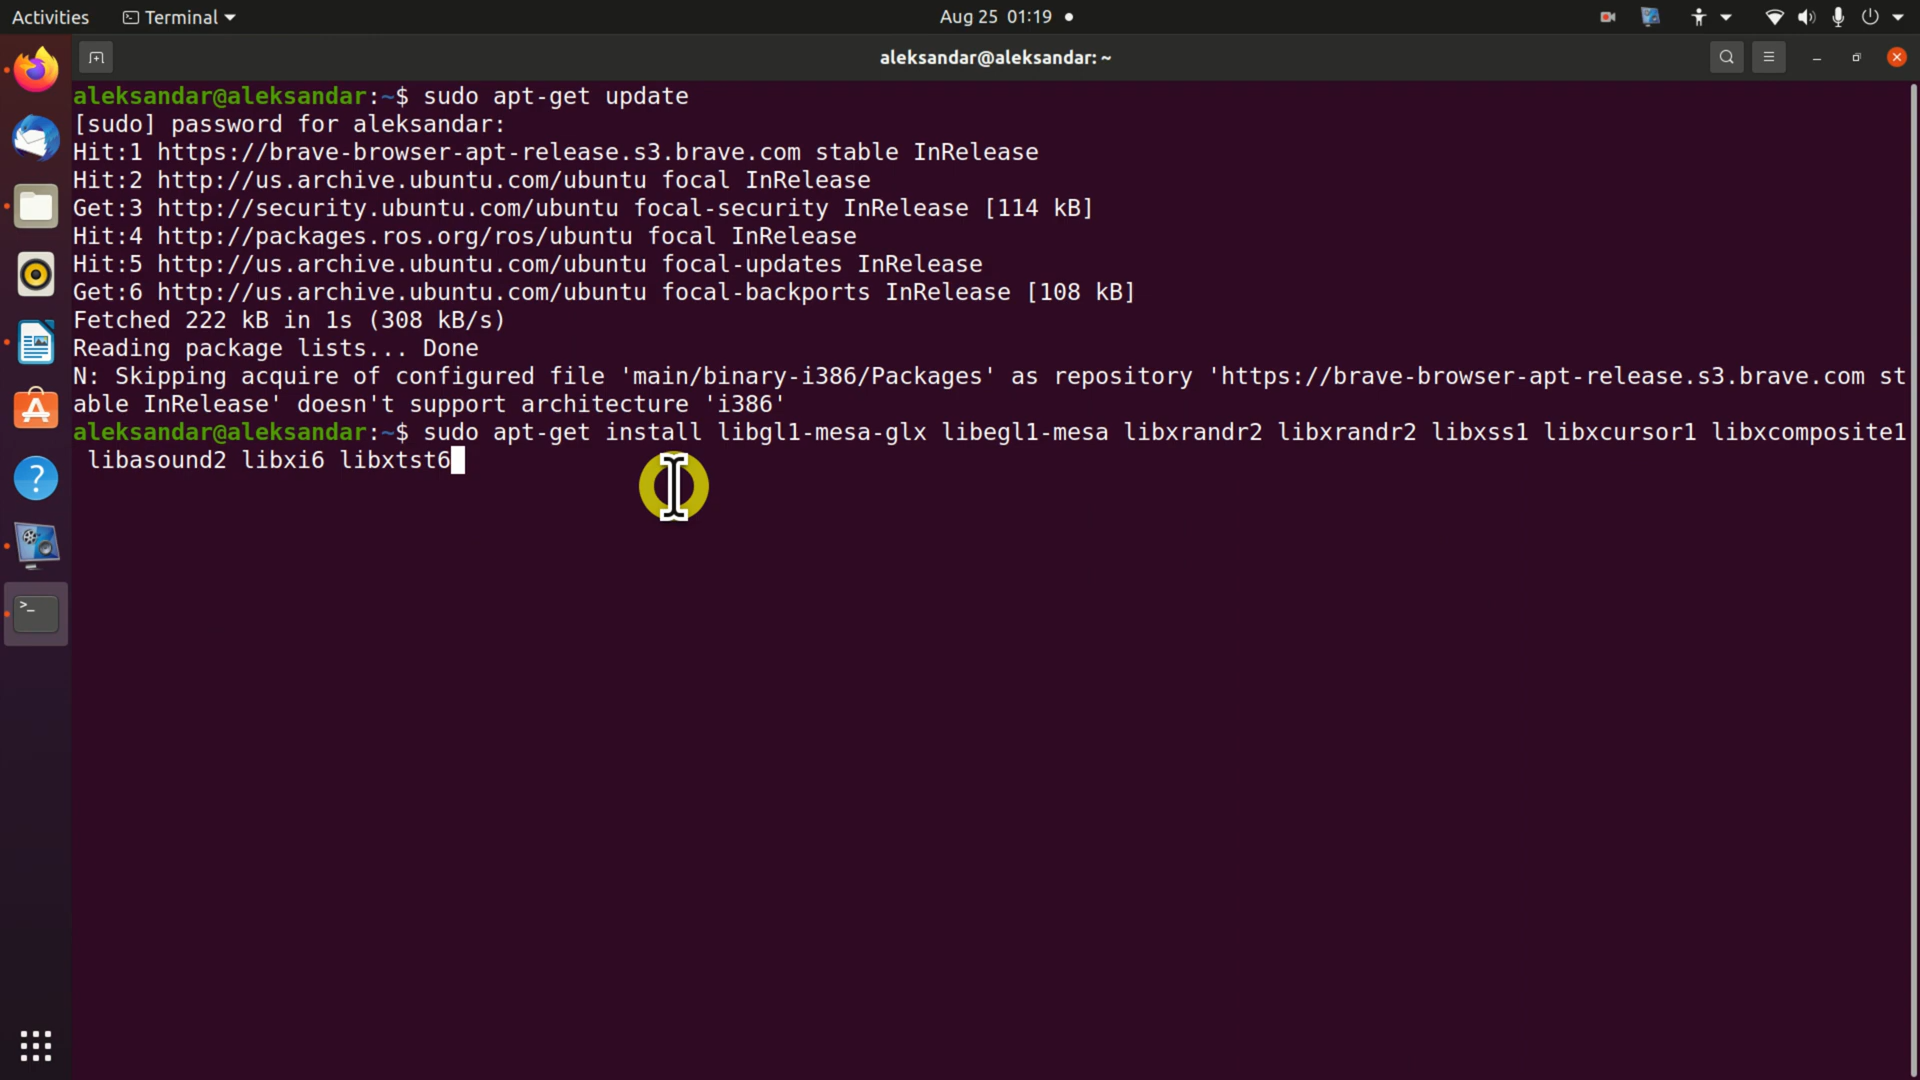 Activities Terminal Aug 25 01:19
aleksandar@aleksandar: ~
aleksandar@aleksandar:~$ sudo apt-get update
[sudo] password for aleksandar:
Hit:1 https://brave-browser-apt-release.s3.brave.com stable InRelease
Hit:2 http://us.archive.ubuntu.com/ubuntu focal InRelease
Get:3 http://security.ubuntu.com/ubuntu focal-security InRelease [114 kB]
Hit:4 http://packages.ros.org/ros/ubuntu focal InRelease
Hit:5 http://us.archive.ubuntu.com/ubuntu focal-updates InRelease
Get:6 http://us.archive.ubuntu.com/ubuntu focal-backports InRelease [108 kB]
Fetched 222 kB in 1s (308 kB/s)
Reading package lists... Done
N: Skipping acquire of configured file 'main/binary-i386/Packages' as repository 'https://brave-browser-apt-release.s3.brave.com st
able InRelease' doesn't support architecture 'i386'
aleksandar@aleksandar:~$ sudo apt-get install libgl1-mesa-glx libegl1-mesa libxrandr2 libxrandr2 libxss1 libxcursor1 libxcomposite1
 libasound2 libxi6 libxtst6